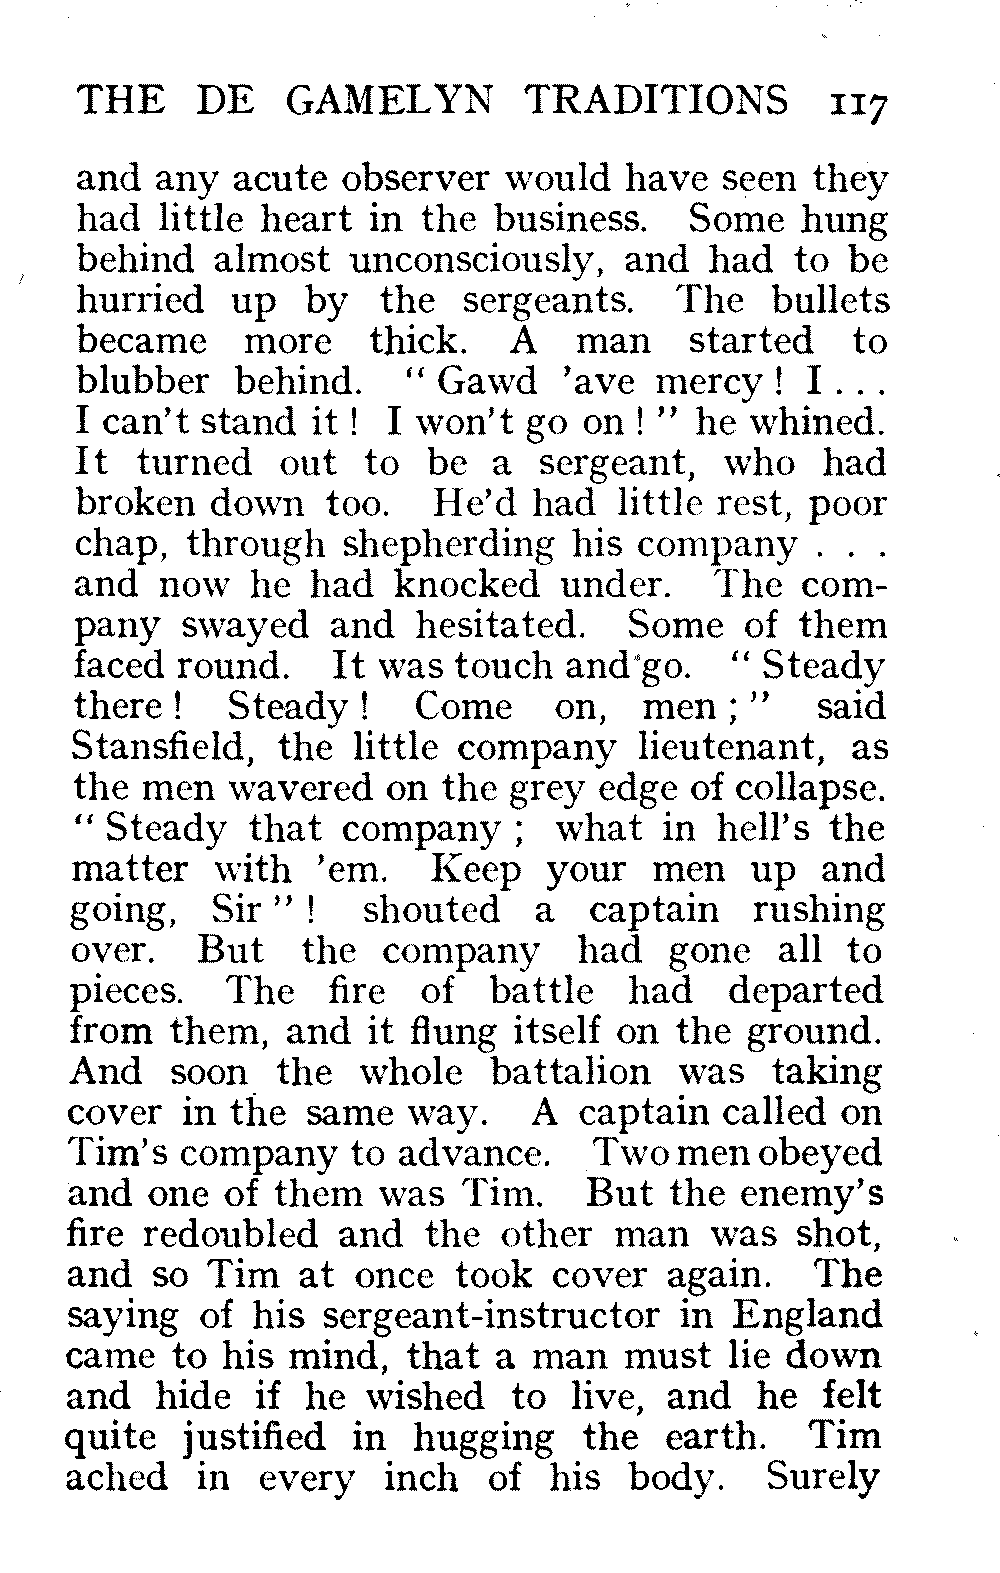 THE DE GAMELYN TRADITIONS 117
and any acute observer would have seen they
had little heart in the business. Some hung
behind almost unconsciously, and had to be
hurried up by the sergeants. The bullets
became more thick. A man started to
blubber behind. " Gawd 'ave mercy ! I . . .
I can't stand it ! I won't go on ! " he whined.
It turned out to be a sergeant, who had
broken down too. He'd had little rest, poor
chap, through shepherding his company . . .
and now he had knocked under. The com-
pany swayed and hesitated. Some of them
faced round. It was touch and go. " Steady
there ! Steady ! Come on, men ; " said
Stansfield, the little company lieutenant, as
the men wavered on the grey edge of collapse.
" Steady that company ; what in hell's the
matter with 'em. Keep your men up and
going, Sir " ! shouted a captain rushing
over. But the company had gone all to
pieces. The fire of battle had departed
from them, and it flung itself on the ground.
And soon the whole battalion was taking
cover in the same way. A captain called on
Tim's company to advance. Two men obeyed
and one of them was Tim. But the enemy's
fire redoubled and the other man was shot,
and so Tim at once took cover again. The
saying of his sergeant-instructor in England
came to his mind, that a man must lie down
and hide if he wished to live, and he felt
quite justified in hugging the earth. Tim
ached in every inch of his body. Surely